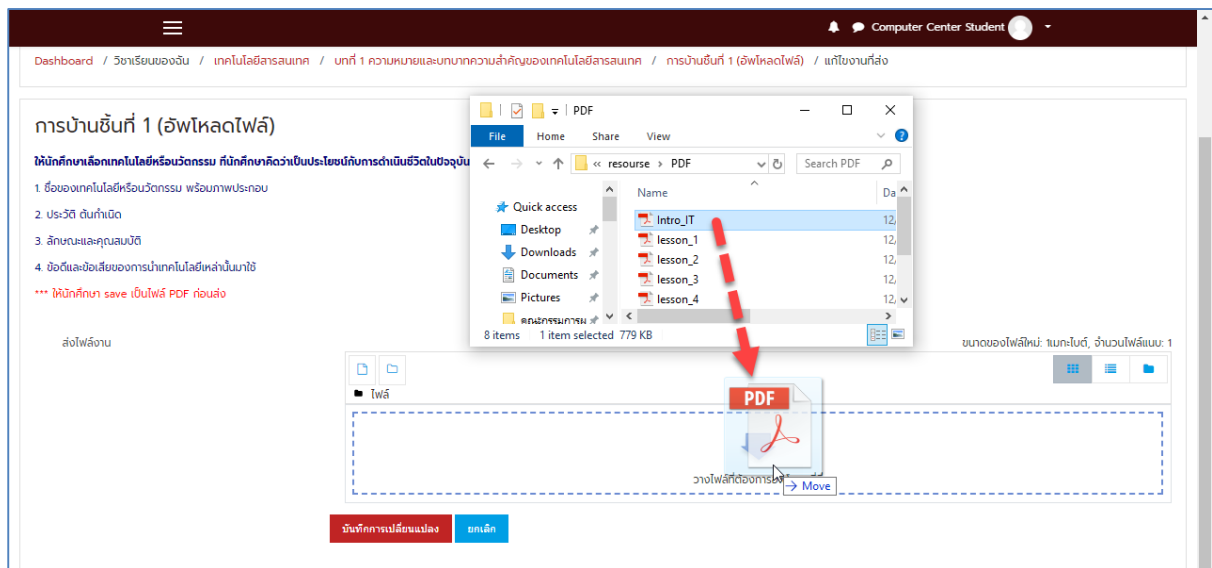 Computer Center Student
Dashboard / วิชาเรียนของฉัน / เทคโนโลยีสารสนเทศ / บทที่ 1 ความหมายและบทบาทความสำคัญของเทคโนโลยีสารสนเทศ / การบ้านชิ้นที่ 1 (อัพโหลดไฟล์) / แก้ไขงานที่ส่ง
การบ้านชิ้นที่ 1 (อัพโหลดไฟล์)
ให้นักศึกษาเลือกเทคโนโลยีหรือนวัตกรรม ที่นักศึกษาคิดว่าเป็นประโยชน์กับการดำเนินชีวิตในปัจจุบัน
1. ชื่อของเทคโนโลยีหรือนวัตกรรม พร้อมภาพประกอบ
2. ประวัติ ต้นกำเนิด
3. ลักษณะและคุณสมบัติ
4. ข้อดีและข้อเสียของการนำเทคโนโลยีเหล่านั้นมาใช้
*** ให้นักศึกษา save เป็นไฟล์ PDF ก่อนส่ง
PDF
File Home Share View
« resourse › PDF
Search PDF
Name
Da
Quick access
Desktop
Downloads
Documents
Pictures
คณะกรรมการผ
Intro_IT 12,
lesson_1 12,
lesson_2 12,
lesson_3 12,
lesson_4 12,
8 items 1 item selected 779 KB
ส่งไฟล์งาน
ขนาดของไฟล์ใหม่: 1เมกะไบต์, จำนวนไฟล์แนบ: 1
ไฟล์
PDF
วางไฟล์ที่ต้องการ
→ Move
บันทึกการเปลี่ยนแปลง
ยกเลิก